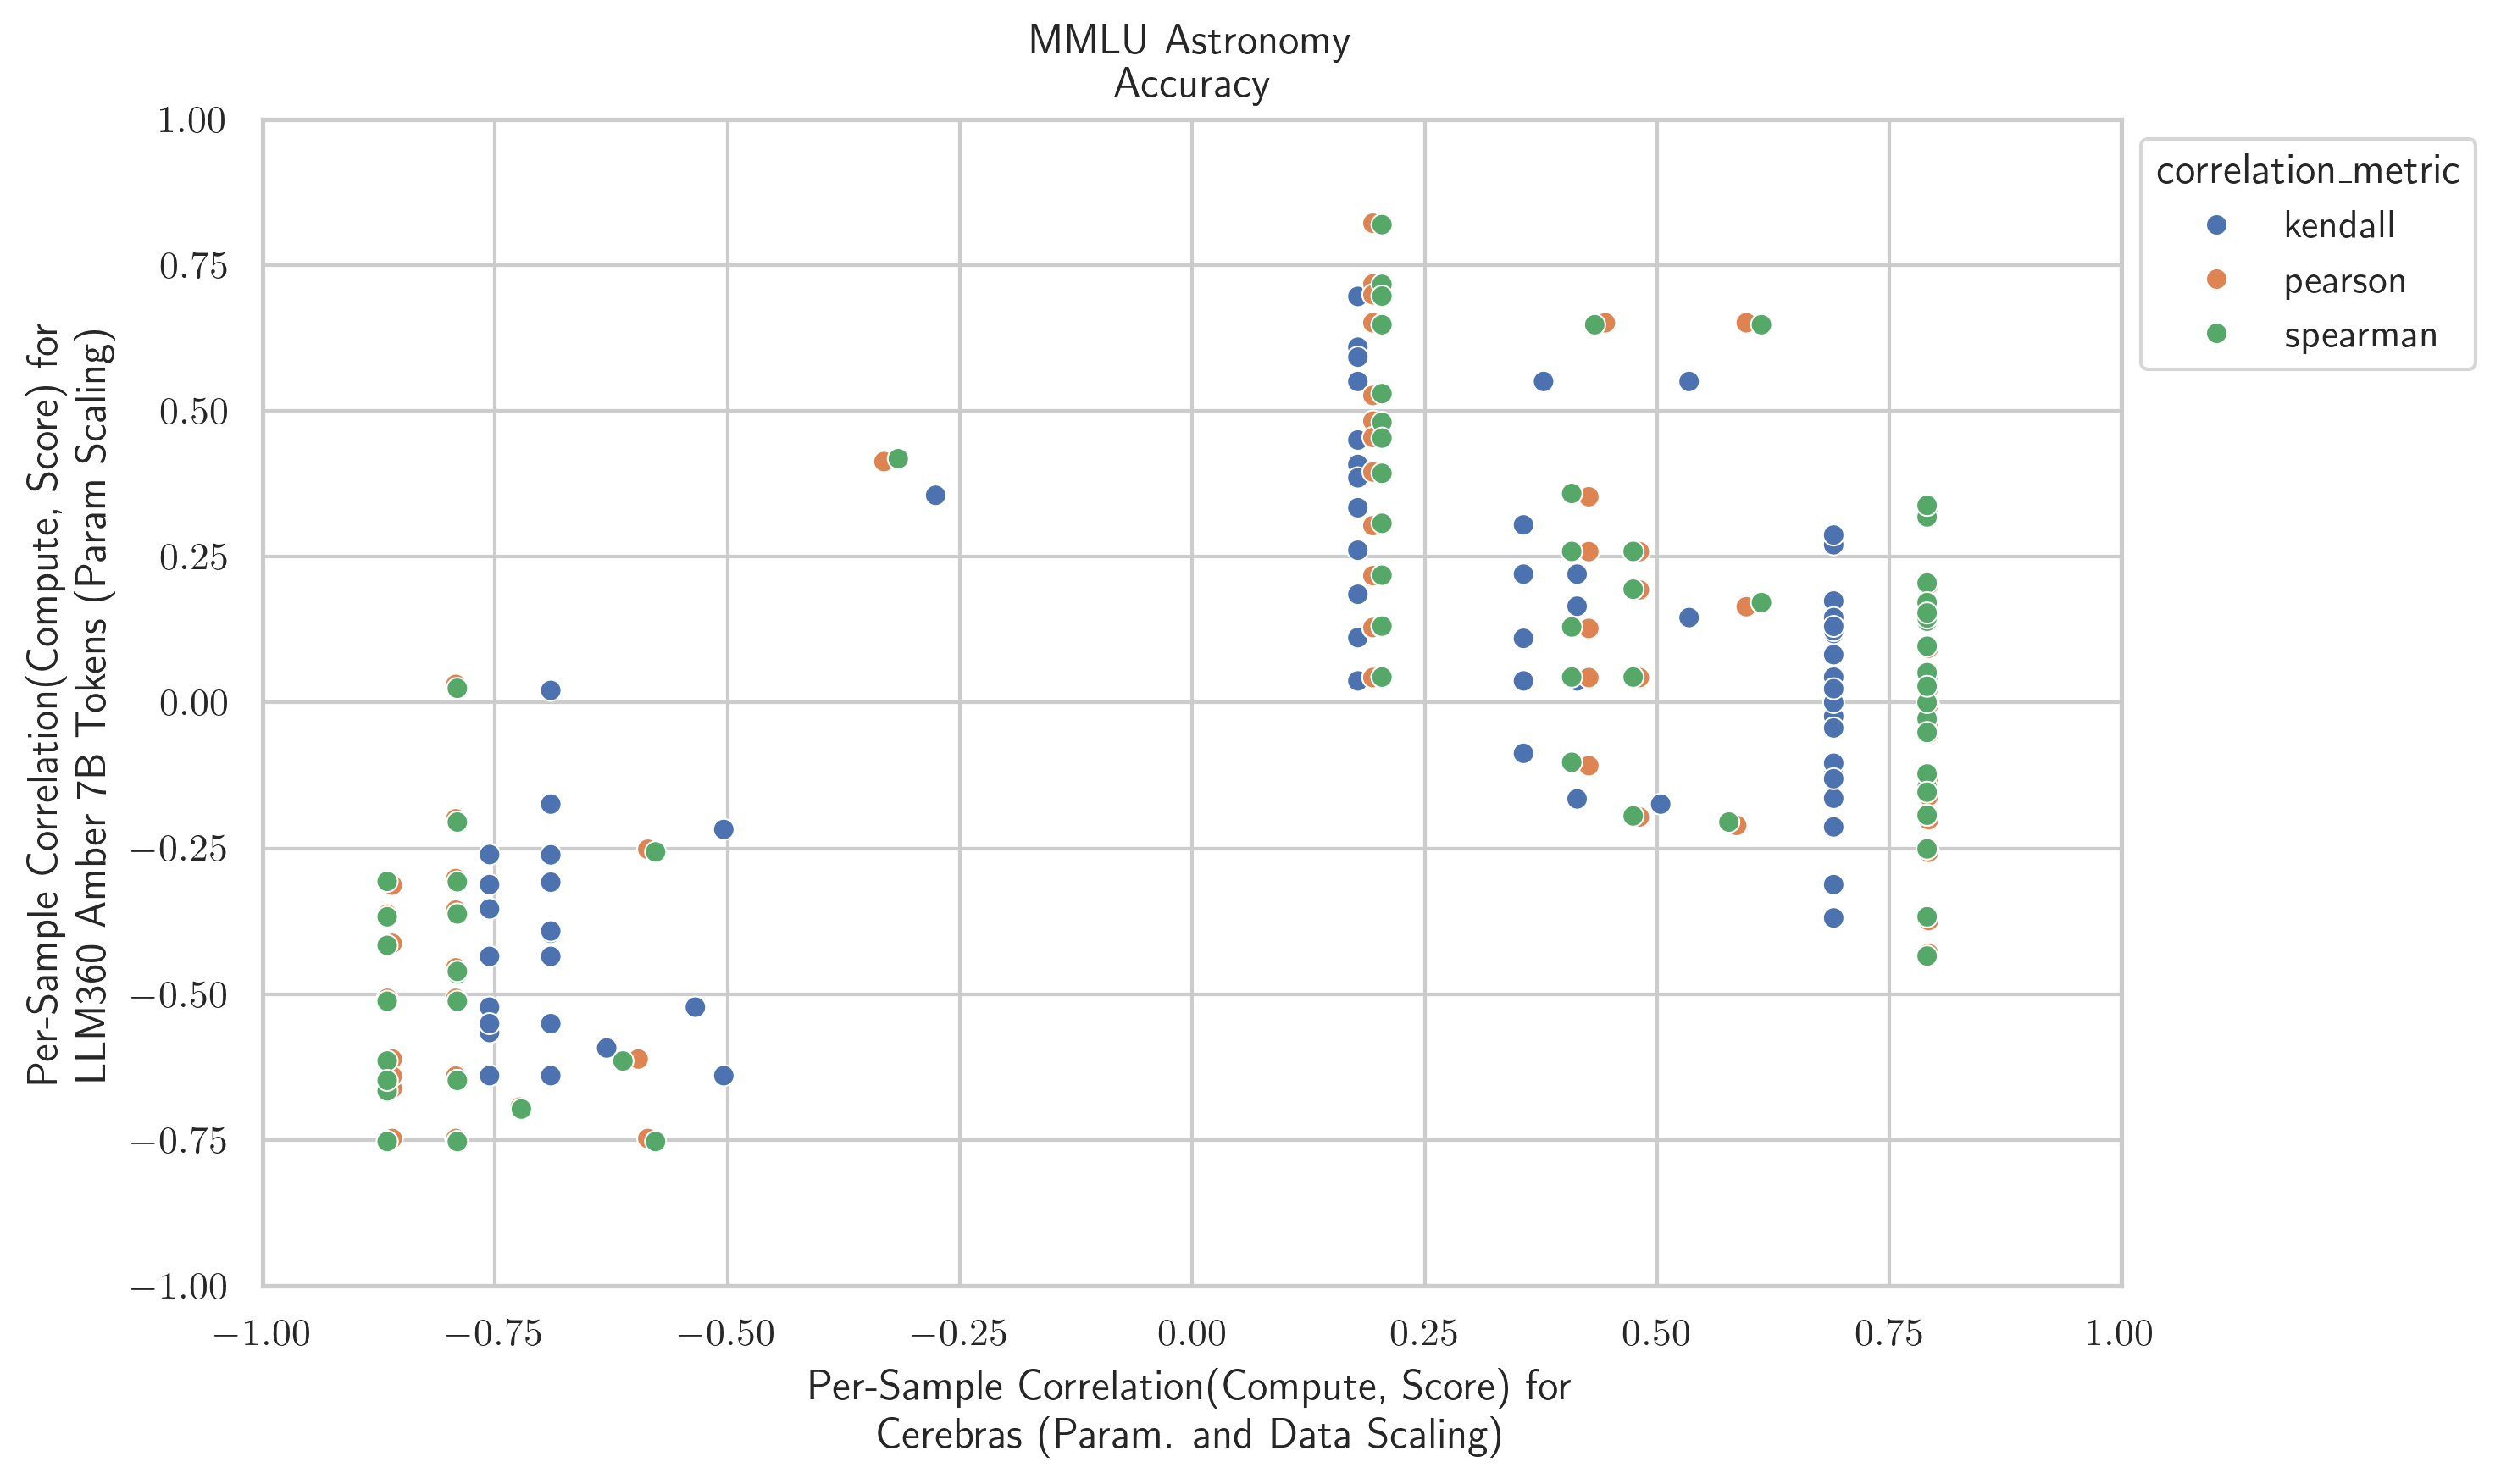 MMLU Astronomy
Accuracy
Per-Sample Correlation(Compute, Score) for
LLM360 Amber 7B Tokens (Param Scaling)
1.00
0.75
0.50
0.25
0.00
−0.25
−0.50
−0.75
−1.00
−1.00 −0.75 −0.50 −0.25 0.00 0.25 0.50 0.75 1.00
Per-Sample Correlation(Compute, Score) for
Cerebras (Param. and Data Scaling)
correlation_metric
kendall
pearson
spearman